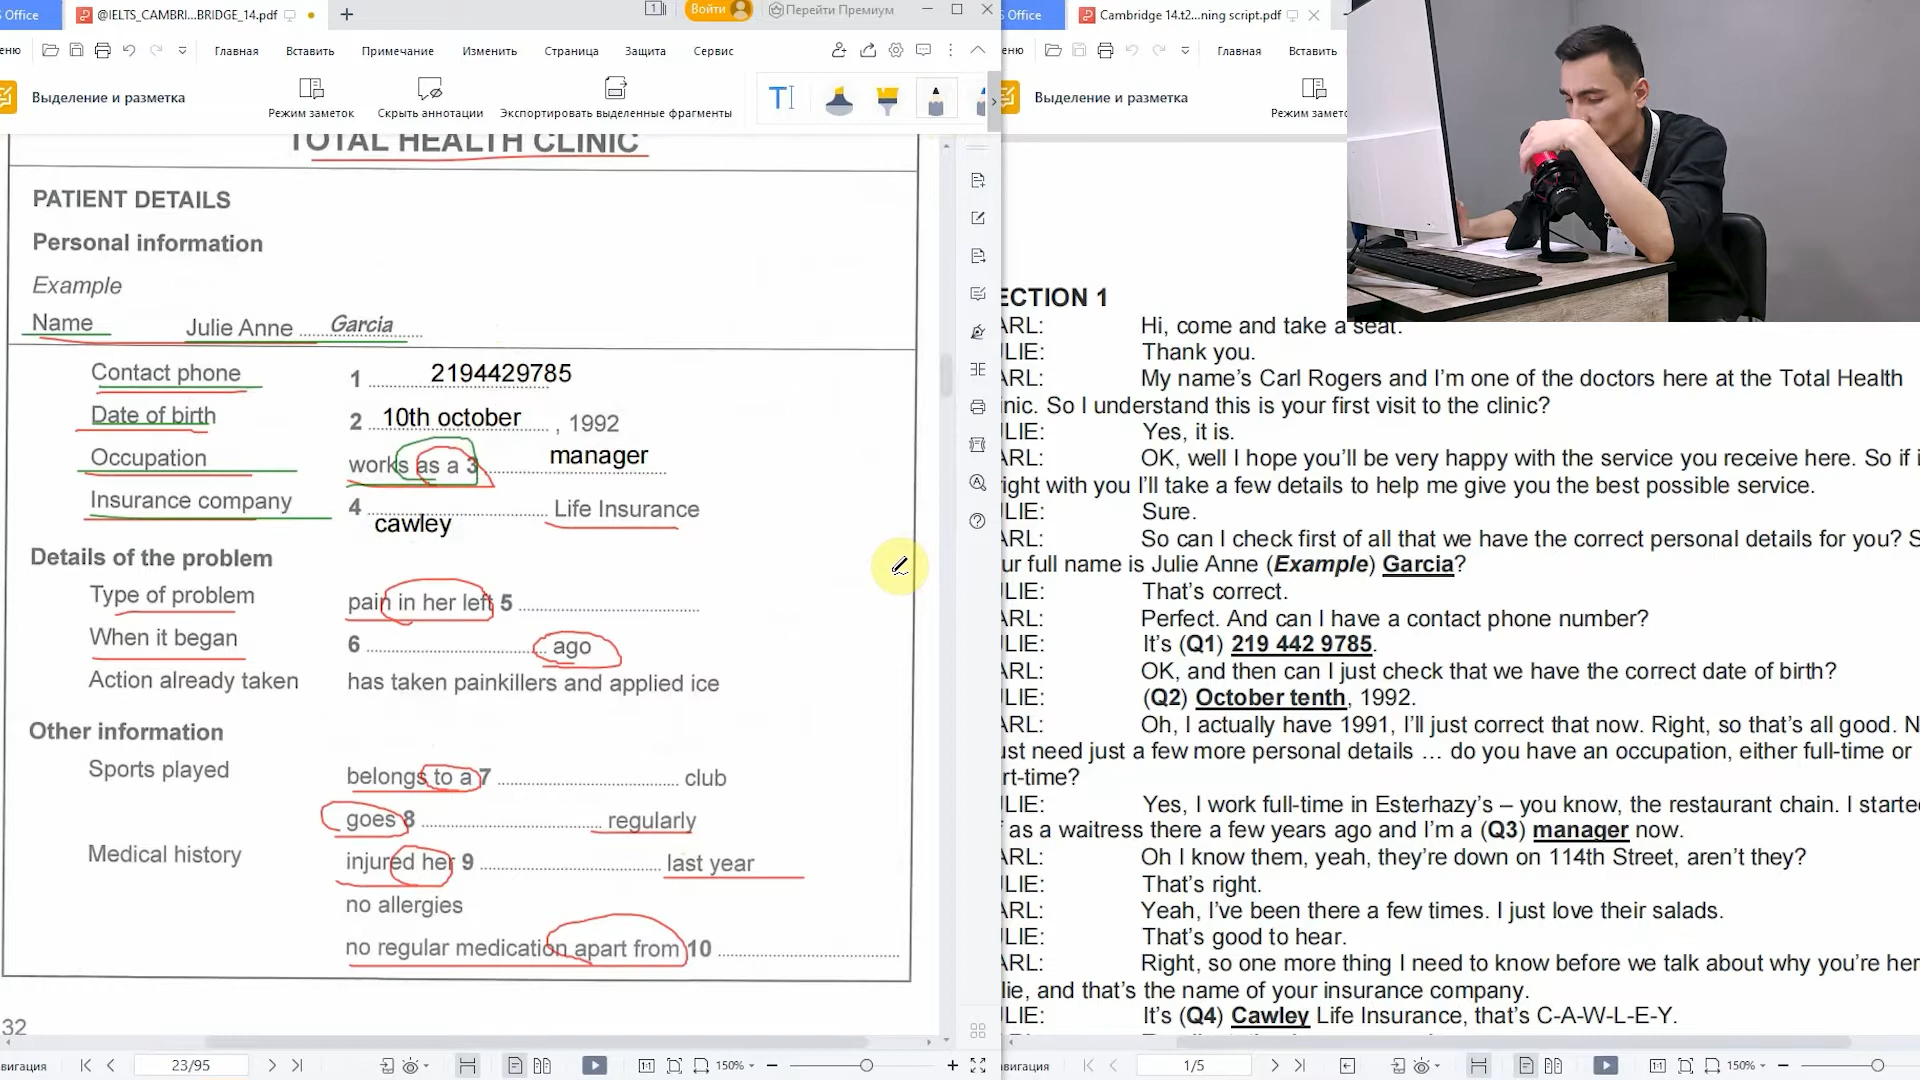 Office
@IELTS_CAMBRI...BRIDGE_14.pdf
Войти
Перейти Премиум
Office
Cambridge 14.t2...ning script.pdf
еню
Главная
Вставить
Примечание
Изменить
Страница
Защита
Сервис
еню
Главная
Вставить
Выделение и разметка
Режим заметок
Скрыть аннотации
Экспортировать выделенные фрагменты
Выделение и разметка
Режим замето
TOTAL HEALTH CLINIC
PATIENT DETAILS
Personal information
Example
Name Julie Anne Garcia
Contact phone 1 2194429785
Date of birth 2 10th october , 1992
Occupation works as a 3 manager
Insurance company 4 cawley Life Insurance
Details of the problem
Type of problem pain in her left 5
When it began 6 ago
Action already taken has taken painkillers and applied ice
Other information
Sports played belongs to a 7 club
goes 8 regularly
Medical history injured her 9 last year
no allergies
no regular medication apart from 10
32
ECTION 1
ARL: Hi, come and take a seat.
LIE: Thank you.
ARL: My name's Carl Rogers and I'm one of the doctors here at the Total Health
nic. So I understand this is your first visit to the clinic?
LIE: Yes, it is.
ARL: OK, well I hope you'll be very happy with the service you receive here. So if i
ight with you I'll take a few details to help me give you the best possible service.
LIE: Sure.
ARL: So can I check first of all that we have the correct personal details for you? S
ur full name is Julie Anne (Example) Garcia?
LIE: That's correct.
ARL: Perfect. And can I have a contact phone number?
LIE: It's (Q1) 219 442 9785.
ARL: OK, and then can I just check that we have the correct date of birth?
LIE: (Q2) October tenth, 1992.
ARL: Oh, I actually have 1991, I'll just correct that now. Right, so that's all good. N
ust need just a few more personal details … do you have an occupation, either full-time or
rt-time?
LIE: Yes, I work full-time in Esterhazy's – you know, the restaurant chain. I starte
f as a waitress there a few years ago and I'm a (Q3) manager now.
ARL: Oh I know them, yeah, they're down on 114th Street, aren't they?
LIE: That's right.
ARL: Yeah, I've been there a few times. I just love their salads.
LIE: That's good to hear.
ARL: Right, so one more thing I need to know before we talk about why you're her
lie, and that's the name of your insurance company.
LIE: It's (Q4) Cawley Life Insurance, that's C-A-W-L-E-Y.
вигация
23/95
150%
вигация
1/5
150%